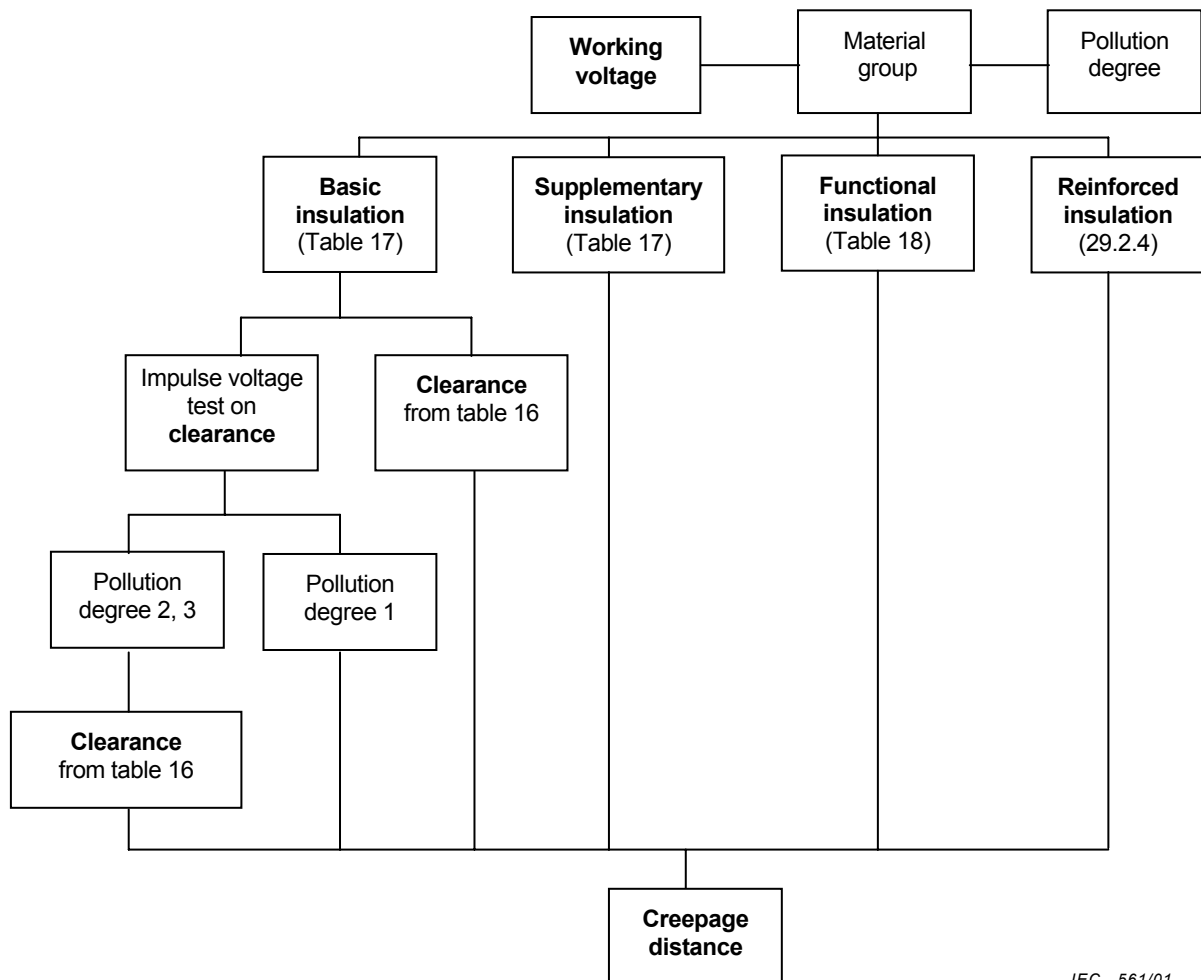 Working
voltage
Material
group
Pollution
degree
Basic
insulation
(Table 17)
Supplementary
insulation
(Table 17)
Functional
insulation
(Table 18)
Reinforced
insulation
(29.2.4)
Impulse voltage
test on
clearance
Clearance
from table 16
Pollution
degree 2, 3
Pollution
degree 1
Clearance
from table 16
Creepage
distance
IEC 561/01